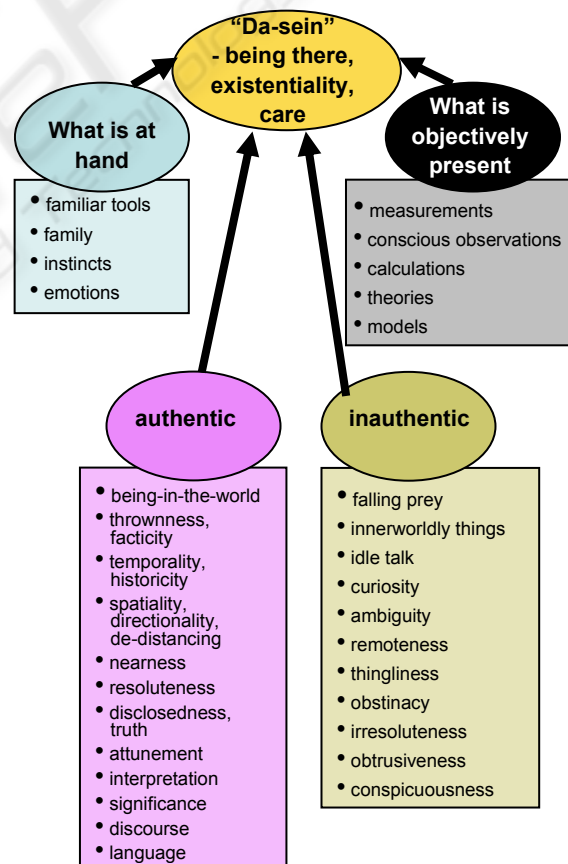 “Da-sein”
- being there,
existentiality,
care
What is at
hand
• familiar tools
• family
• instincts
• emotions
What is
objectively
present
• measurements
• conscious observations
• calculations
• theories
• models
authentic
• being-in-the-world
• thrownness,
facticity
• temporality,
historicity
• spatiality,
directionality,
de-distancing
• nearness
• resoluteness
• disclosedness,
truth
• attunement
• interpretation
• significance
• discourse
• language
inauthentic
• falling prey
• innerworldly things
• idle talk
• curiosity
• ambiguity
• remoteness
• thingliness
• obstinacy
• irresoluteness
• obtrusiveness
• conspicuousness